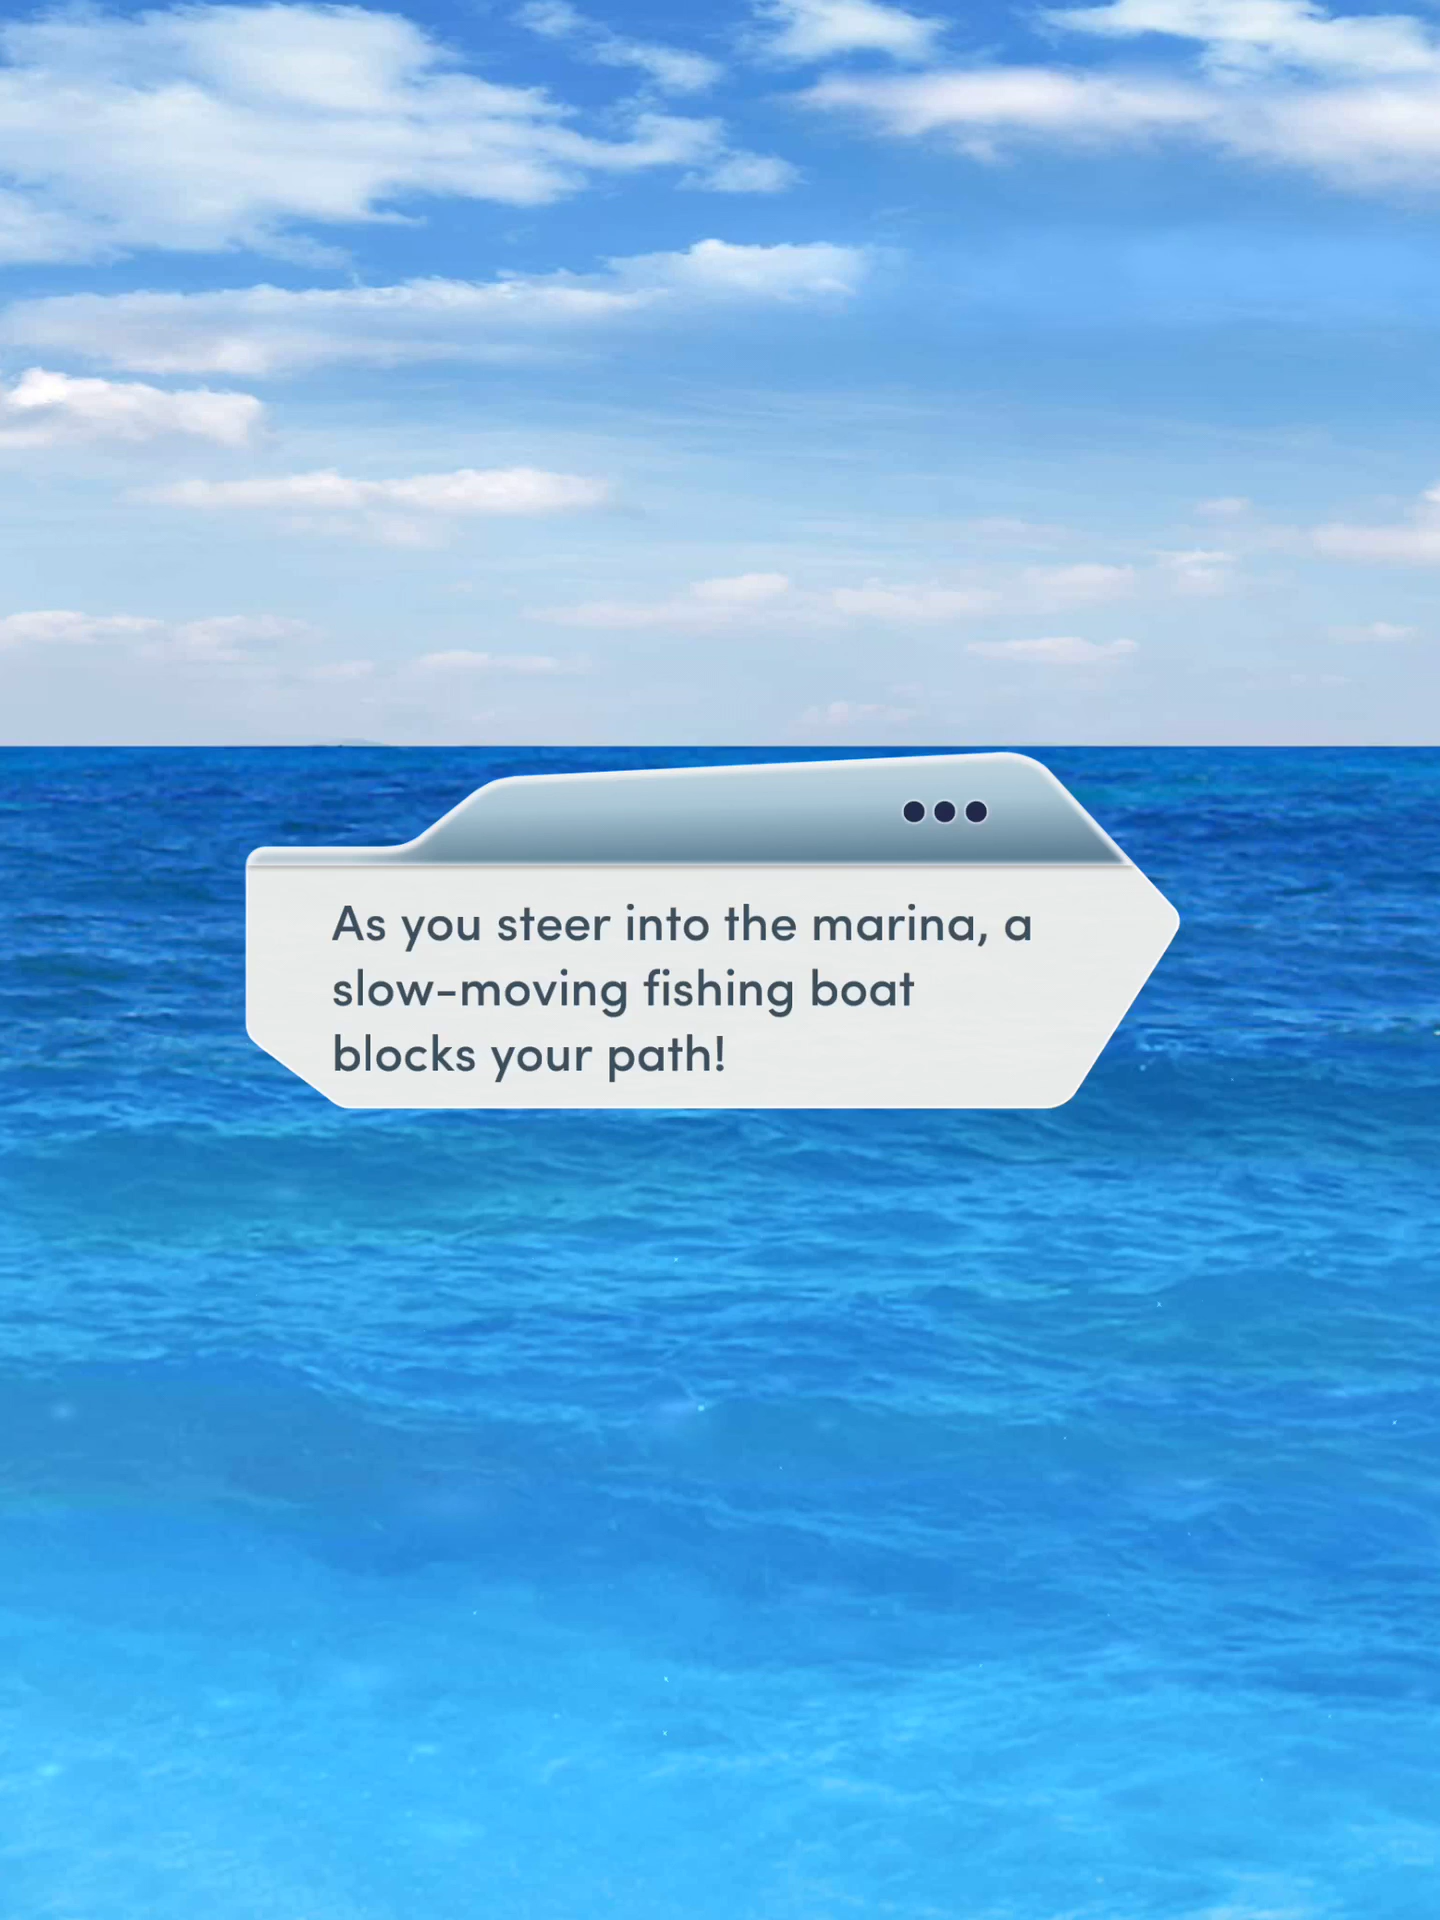 As you steer into the marina, a
slow-moving fishing boat
blocks your path!